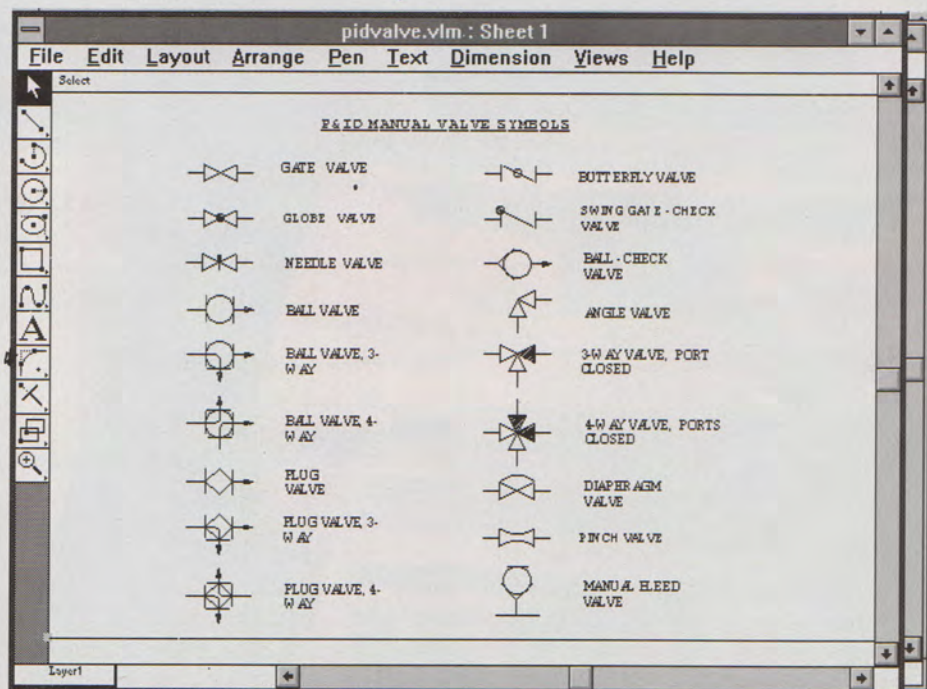 pidvalve.vlm : Sheet 1
File Edit Layout Arrange Pen Text Dimension Views Help
Select
P&ID MANUAL VALVE SYMBOLS
GATE VALVE
GLOBE VALVE
NEEDLE VALVE
BALL VALVE
BALL VALVE, 3-
WAY
BALL VALVE, 4-
WAY
PLUG
VALVE
PLUG VALVE, 3-
WAY
PLUG VALVE, 4-
WAY
BUTTERFLY VALVE
SWING GATE-CHECK
VALVE
BALL-CHECK
VALVE
ANGLE VALVE
3-WAY VALVE, PORT
CLOSED
4-WAY VALVE, PORTS
CLOSED
DIAPHRAGM
VALVE
PINCH VALVE
MANUAL BLEED
VALVE
A
Layer1